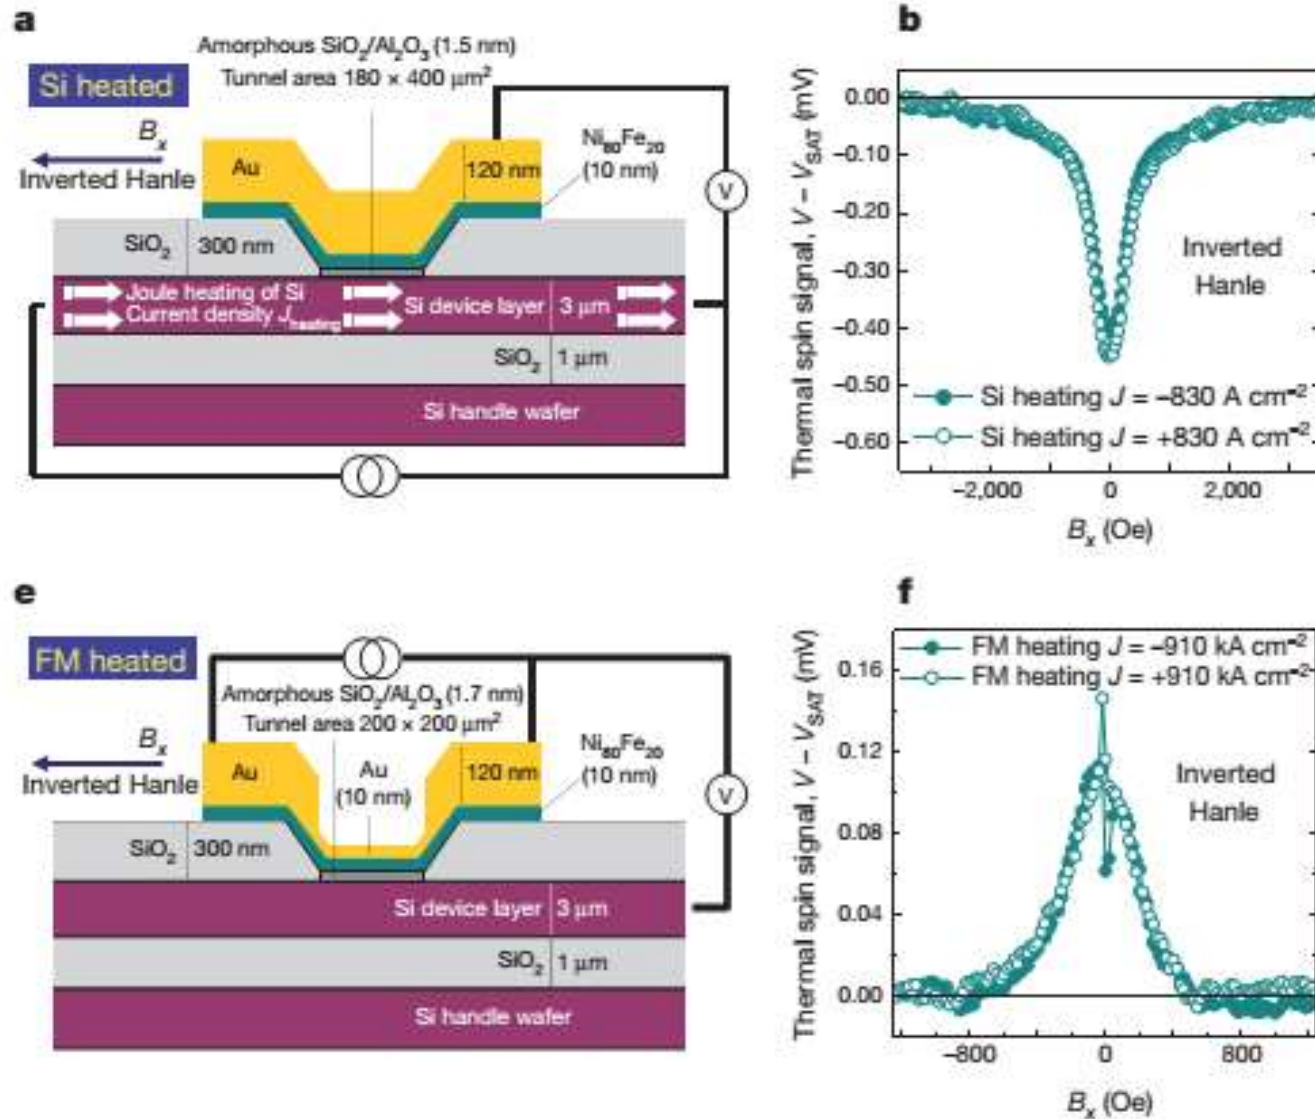 a
Amorphous SiO₂/Al₂O₃ (1.5 nm)
Tunnel area 180 × 400 μm²
Si heated
Bₓ
Inverted Hanle
Au
120 nm
Ni₈₀Fe₂₀
(10 nm)
V
SiO₂
300 nm
Joule heating of Si
Current density J_heating
Si device layer
3 μm
SiO₂
1 μm
Si handle wafer
b
Thermal spin signal, V − V_SAT (mV)
0.00
−0.10
−0.20
−0.30
−0.40
−0.50
−0.60
Inverted
Hanle
Si heating J = −830 A cm⁻²
Si heating J = +830 A cm⁻²
−2,000
0
2,000
Bₓ (Oe)
e
FM heated
Amorphous SiO₂/Al₂O₃ (1.7 nm)
Tunnel area 200 × 200 μm²
Bₓ
Inverted Hanle
Au
Au
(10 nm)
120 nm
Ni₈₀Fe₂₀
(10 nm)
V
SiO₂
300 nm
Si device layer
3 μm
SiO₂
1 μm
Si handle wafer
f
Thermal spin signal, V − V_SAT (mV)
FM heating J = −910 kA cm⁻²
FM heating J = +910 kA cm⁻²
0.16
0.12
0.08
0.04
0.00
Inverted
Hanle
−800
0
800
Bₓ (Oe)